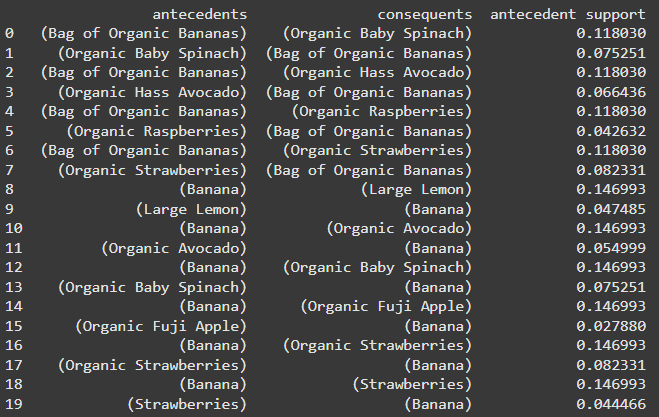 antecedents consequents antecedent support
0 (Bag of Organic Bananas) (Organic Baby Spinach) 0.118030
1 (Organic Baby Spinach) (Bag of Organic Bananas) 0.075251
2 (Bag of Organic Bananas) (Organic Hass Avocado) 0.118030
3 (Organic Hass Avocado) (Bag of Organic Bananas) 0.066436
4 (Bag of Organic Bananas) (Organic Raspberries) 0.118030
5 (Organic Raspberries) (Bag of Organic Bananas) 0.042632
6 (Bag of Organic Bananas) (Organic Strawberries) 0.118030
7 (Organic Strawberries) (Bag of Organic Bananas) 0.082331
8 (Banana) (Large Lemon) 0.146993
9 (Large Lemon) (Banana) 0.047485
10 (Banana) (Organic Avocado) 0.146993
11 (Organic Avocado) (Banana) 0.054999
12 (Banana) (Organic Baby Spinach) 0.146993
13 (Organic Baby Spinach) (Banana) 0.075251
14 (Banana) (Organic Fuji Apple) 0.146993
15 (Organic Fuji Apple) (Banana) 0.027880
16 (Banana) (Organic Strawberries) 0.146993
17 (Organic Strawberries) (Banana) 0.082331
18 (Banana) (Strawberries) 0.146993
19 (Strawberries) (Banana) 0.044466